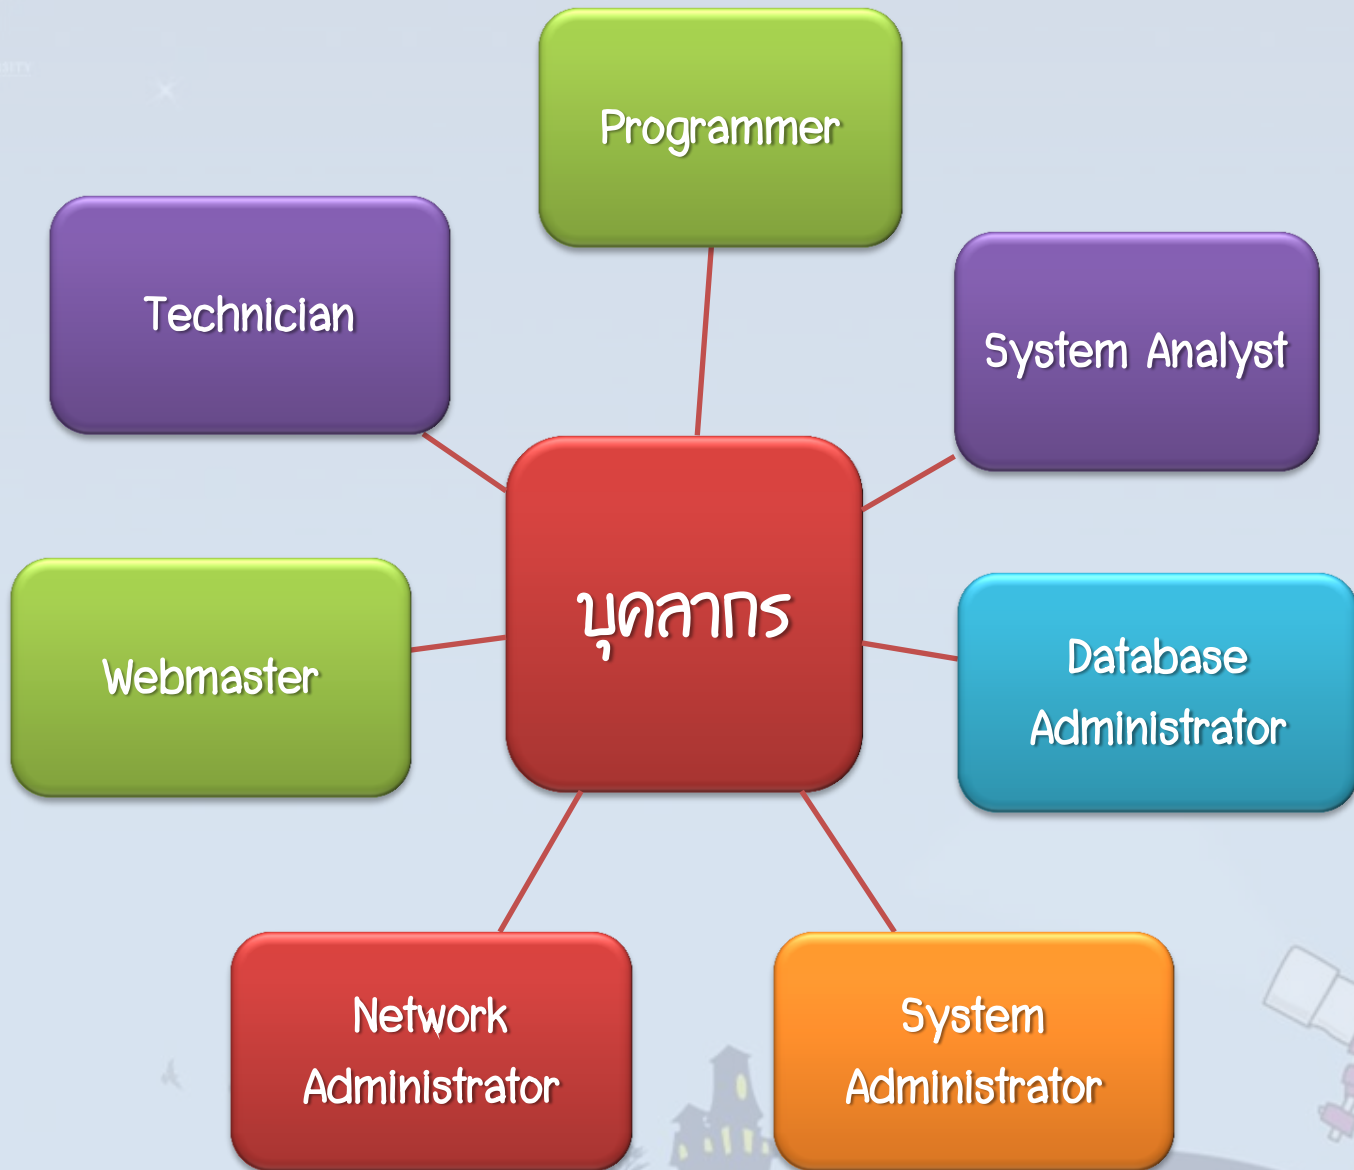 Programmer
Technician
System Analyst
บุคลากร
Webmaster
Database
Administrator
Network
Administrator
System
Administrator